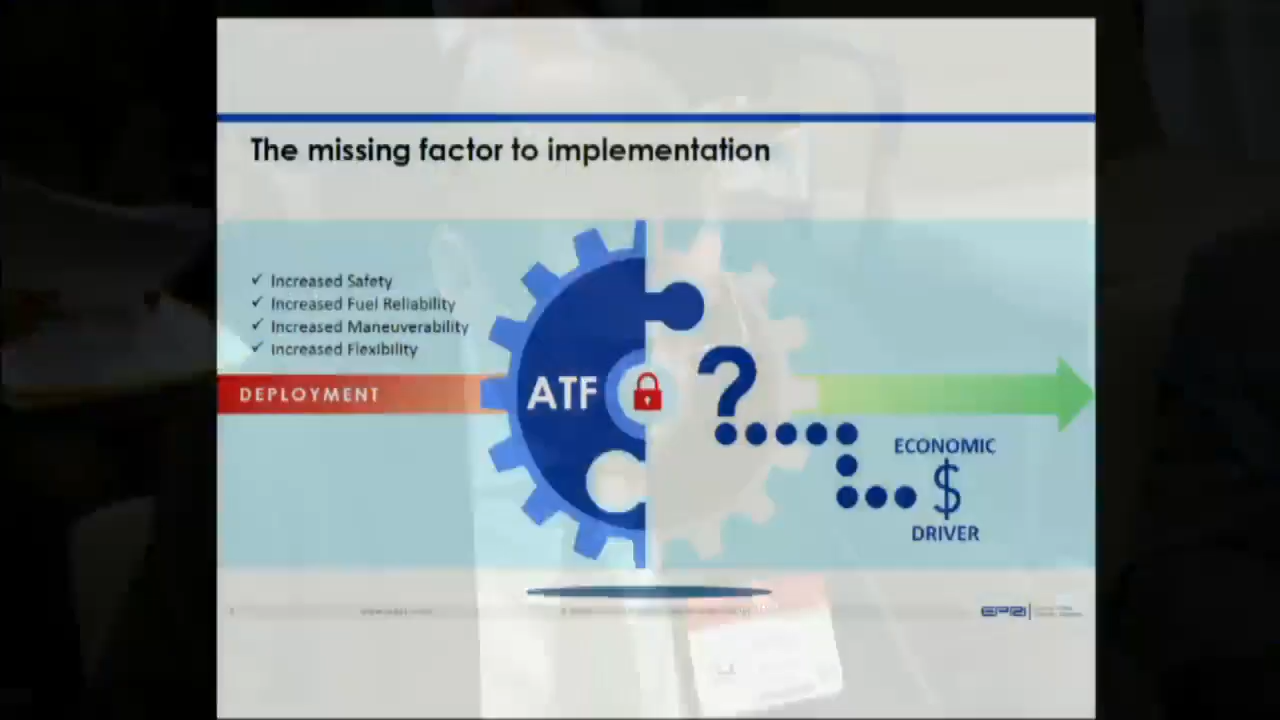 The missing factor to implementation
✓ Increased Safety
✓ Increased Fuel Reliability
✓ Increased Maneuverability
✓ Increased Flexibility
DEPLOYMENT
ATF
?
ECONOMIC
$
DRIVER
EPRI